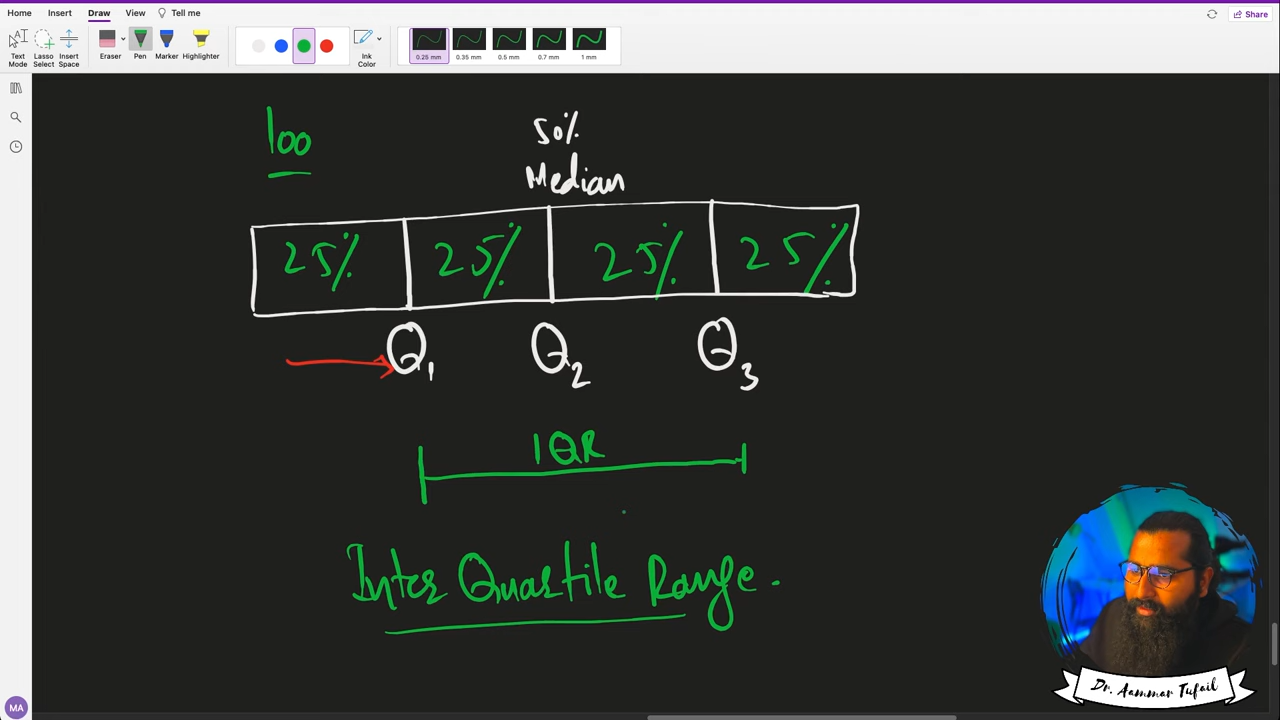 Home Insert Draw View Tell me
Share
Text Mode
Lasso Select
Insert Space
Eraser
Pen
Marker
Highlighter
Ink Color
0.25 mm
0.35 mm
0.5 mm
0.7 mm
1 mm
100
50%
Median
25% 25% 25% 25%
Q1 Q2 Q3
IQR
Inter Quartile Range.
Dr. Aammar Tufail
MA